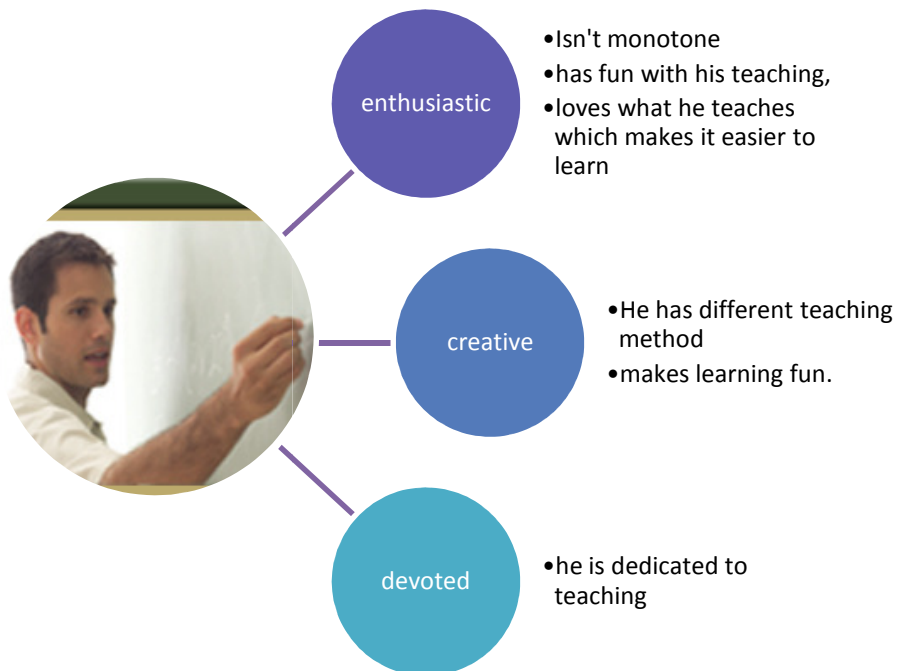 enthusiastic
•Isn't monotone
•has fun with his teaching,
•loves what he teaches
which makes it easier to
learn
creative
•He has different teaching
method
•makes learning fun.
devoted
•he is dedicated to
teaching